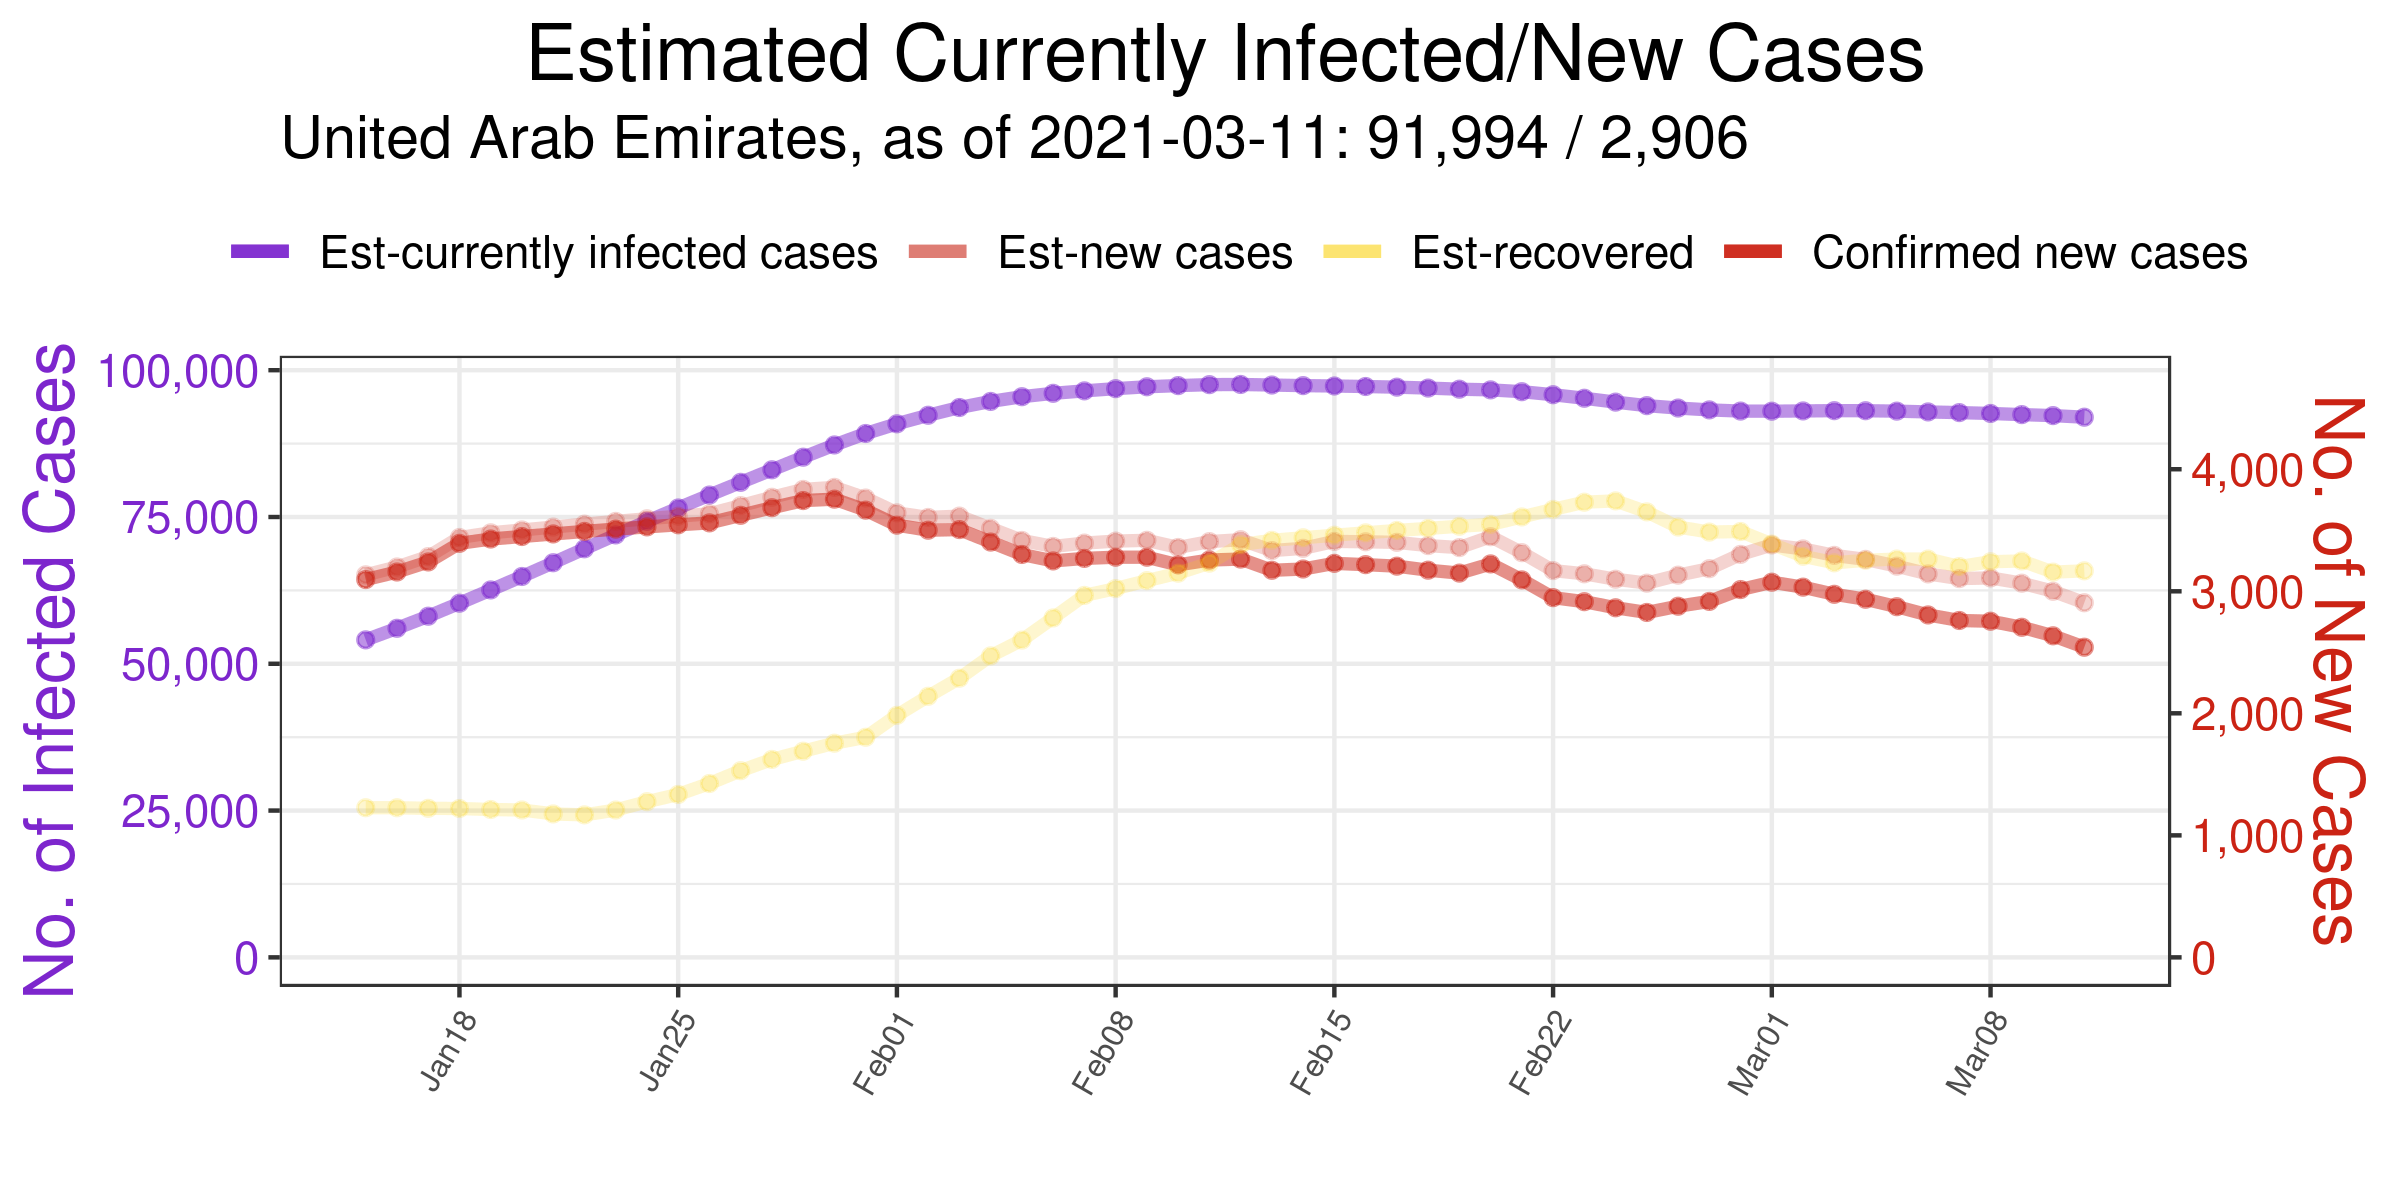 Estimated Currently Infected/New Cases
United Arab Emirates, as of 2021-03-11: 91,994 / 2,906
Est-currently infected cases Est-new cases Est-recovered Confirmed new cases
No. of Infected Cases
100,000
75,000
50,000
25,000
0
4,000
3,000
2,000
1,000
0
No. of New Cases
Jan18 Jan25 Feb01 Feb08 Feb15 Feb22 Mar01 Mar08